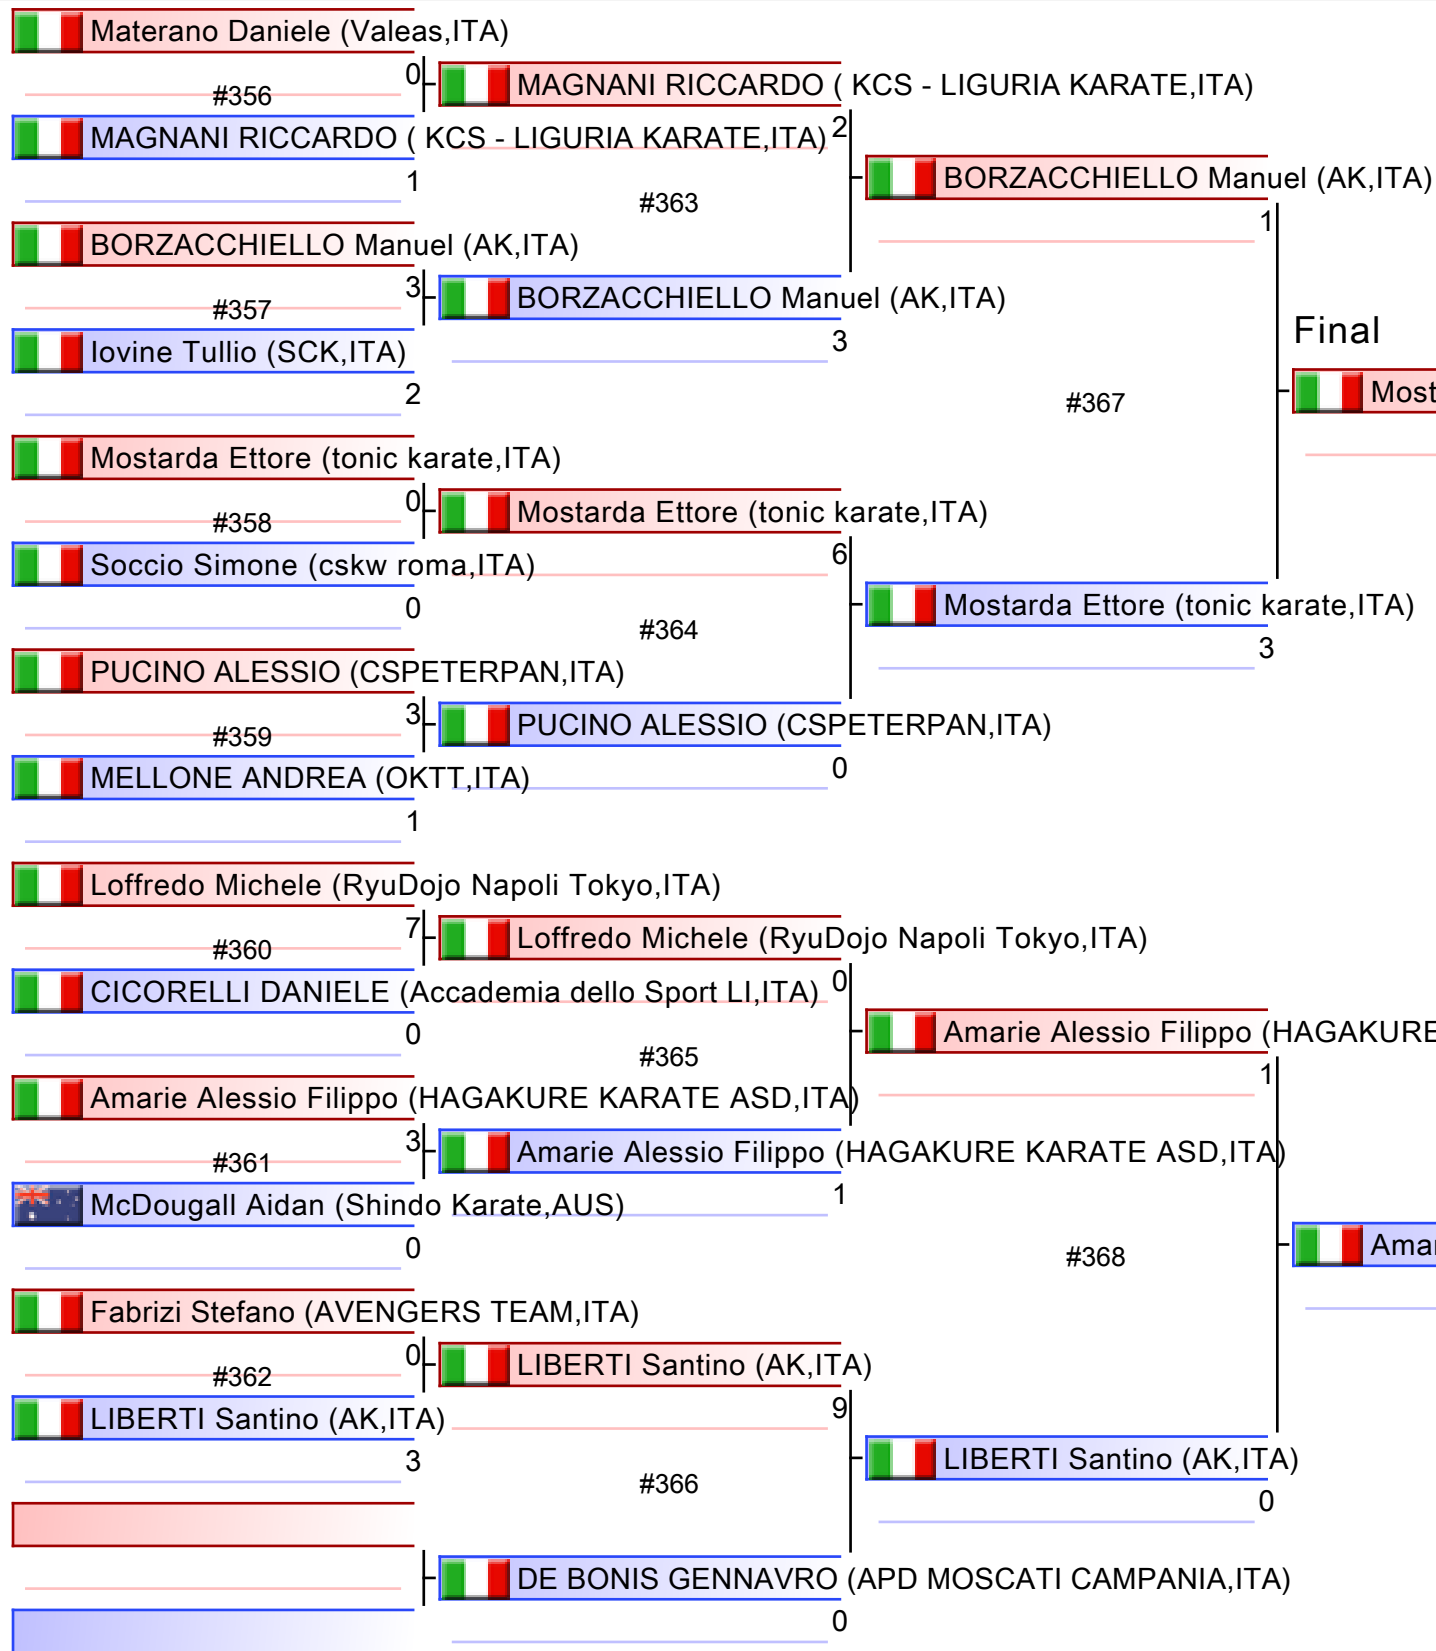 Materano Daniele (Valeas,ITA)
0
MAGNANI RICCARDO ( KCS - LIGURIA KARATE,ITA)
#356
MAGNANI RICCARDO ( KCS - LIGURIA KARATE,ITA)
2
1
BORZACCHIELLO Manuel (AK,ITA)
#363
1
BORZACCHIELLO Manuel (AK,ITA)
3
BORZACCHIELLO Manuel (AK,ITA)
#357
3
Final
Iovine Tullio (SCK,ITA)
2
#367
Most
Mostarda Ettore (tonic karate,ITA)
0
Mostarda Ettore (tonic karate,ITA)
#358
6
Soccio Simone (cskw roma,ITA)
0
Mostarda Ettore (tonic karate,ITA)
#364
3
PUCINO ALESSIO (CSPETERPAN,ITA)
3
PUCINO ALESSIO (CSPETERPAN,ITA)
#359
0
MELLONE ANDREA (OKTT,ITA)
1
Loffredo Michele (RyuDojo Napoli Tokyo,ITA)
7
Loffredo Michele (RyuDojo Napoli Tokyo,ITA)
#360
0
CICORELLI DANIELE (Accademia dello Sport LI,ITA)
0
Amarie Alessio Filippo (HAGAKURE
#365
1
Amarie Alessio Filippo (HAGAKURE KARATE ASD,ITA)
3
Amarie Alessio Filippo (HAGAKURE KARATE ASD,ITA)
#361
1
McDougall Aidan (Shindo Karate,AUS)
0
#368
Amar
Fabrizi Stefano (AVENGERS TEAM,ITA)
0
LIBERTI Santino (AK,ITA)
#362
9
LIBERTI Santino (AK,ITA)
3
LIBERTI Santino (AK,ITA)
#366
0
DE BONIS GENNAVRO (APD MOSCATI CAMPANIA,ITA)
0